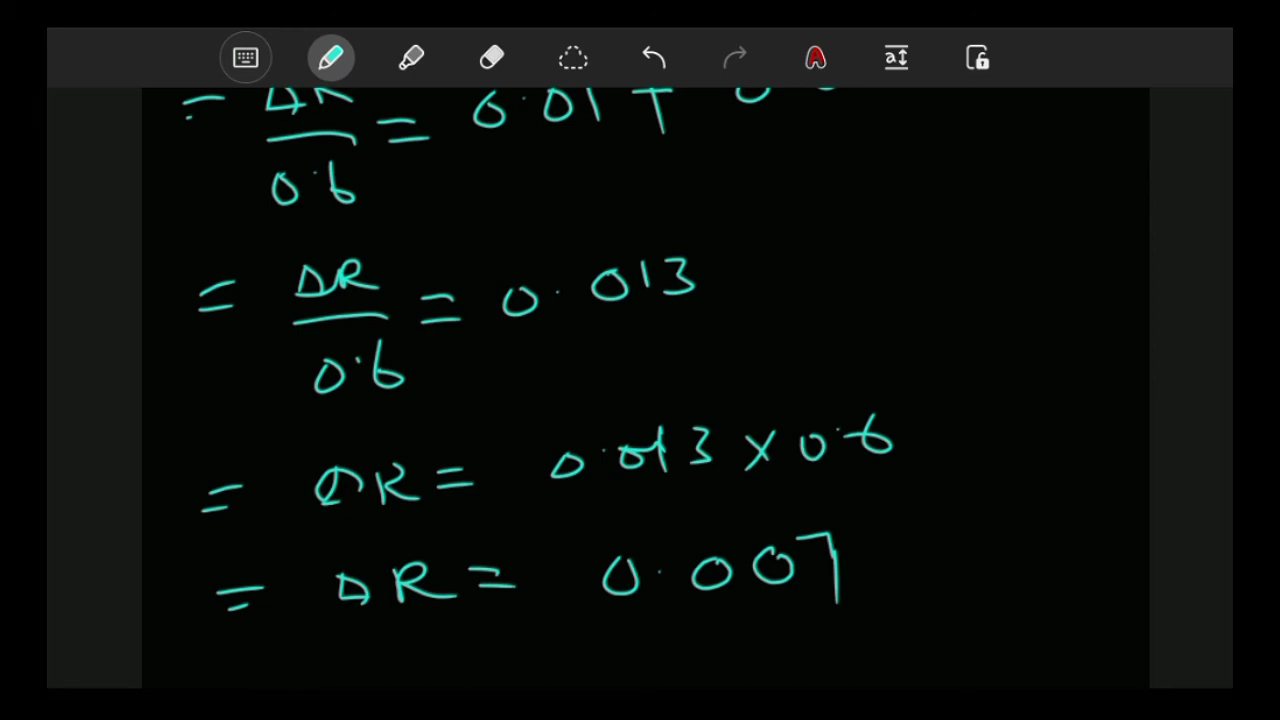 = ΔR/0.6 = 0.01 +
= ΔR/0.6 = 0.013
= ΔR = 0.013 × 0.6
= ΔR = 0.007